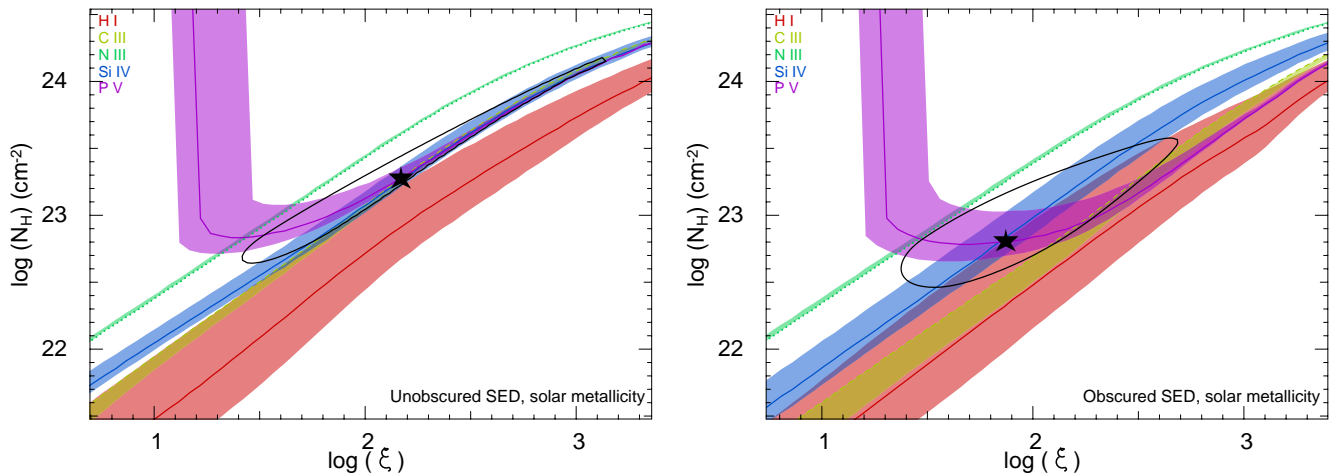 H I
C III
N III
Si IV
P V
24
23
22
log (N_H) (cm⁻²)
Unobscured SED, solar metallicity
1
2
3
log ( ξ )
H I
C III
N III
Si IV
P V
24
23
22
log (N_H) (cm⁻²)
Obscured SED, solar metallicity
1
2
3
log ( ξ )